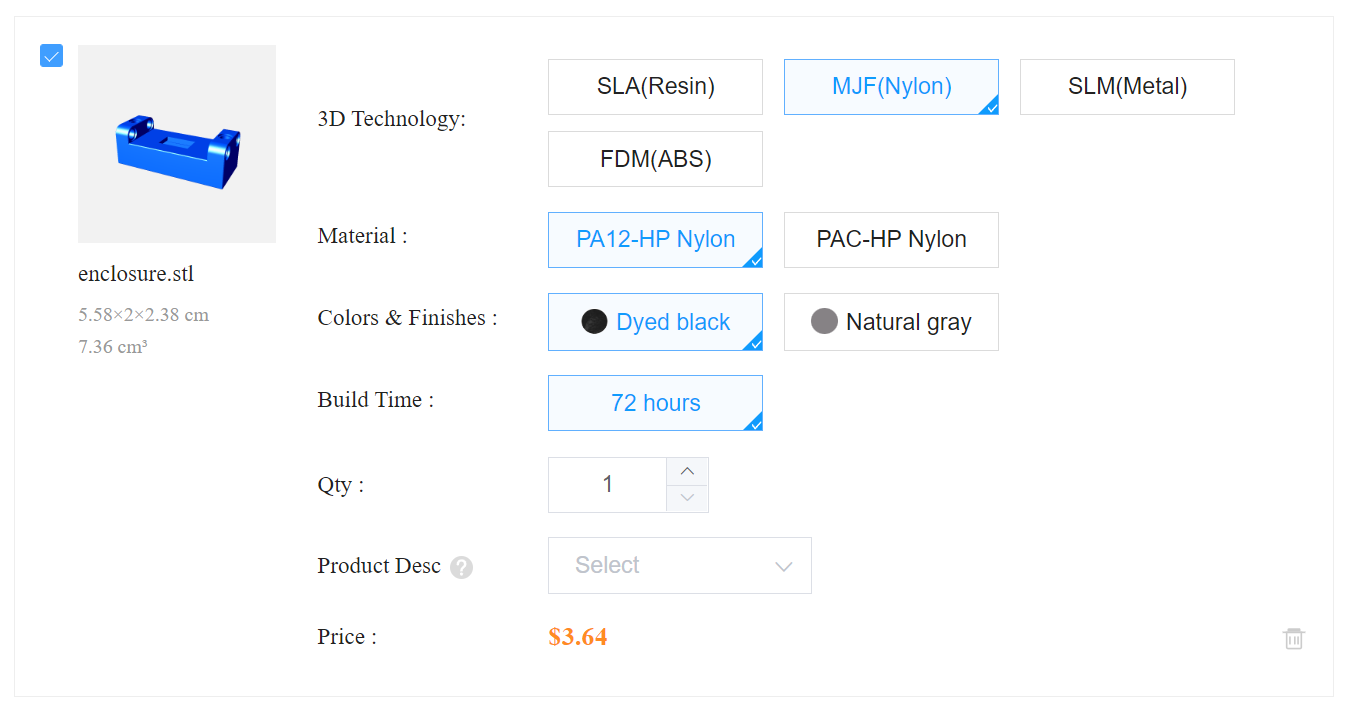 3D Technology:
SLA(Resin)
MJF(Nylon)
SLM(Metal)
FDM(ABS)
Material :
PA12-HP Nylon
PAC-HP Nylon
enclosure.stl
5.58×2×2.38 cm
7.36 cm³
Colors & Finishes :
Dyed black
Natural gray
Build Time :
72 hours
Qty :
1
Product Desc ?
Select
Price :
$3.64